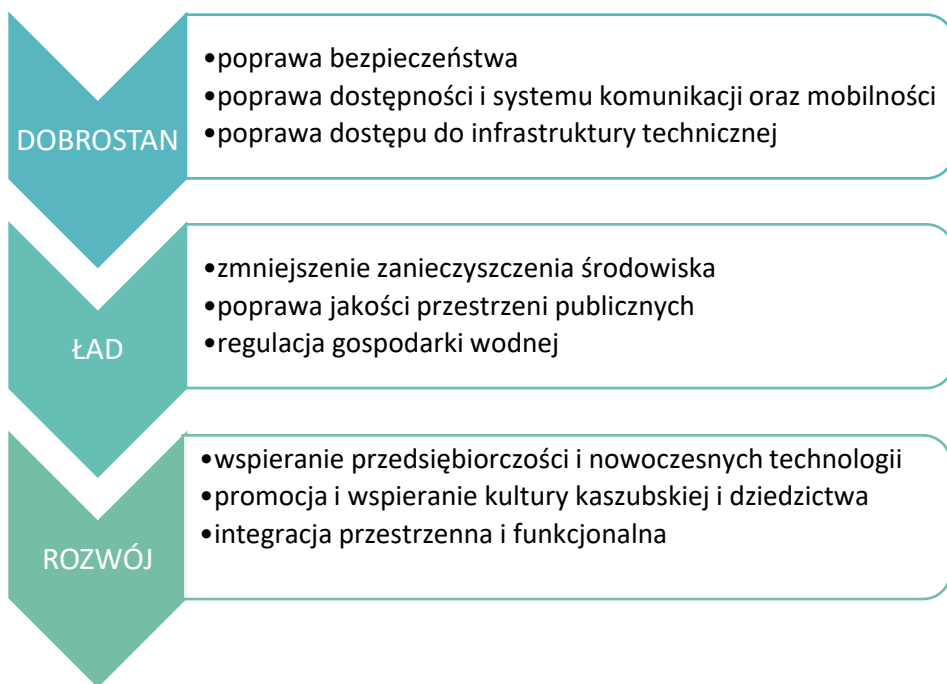 DOBROSTAN
•poprawa bezpieczeństwa
•poprawa dostępności i systemu komunikacji oraz mobilności
•poprawa dostępu do infrastruktury technicznej
ŁAD
•zmniejszenie zanieczyszczenia środowiska
•poprawa jakości przestrzeni publicznych
•regulacja gospodarki wodnej
ROZWÓJ
•wspieranie przedsiębiorczości i nowoczesnych technologii
•promocja i wspieranie kultury kaszubskiej i dziedzictwa
•integracja przestrzenna i funkcjonalna